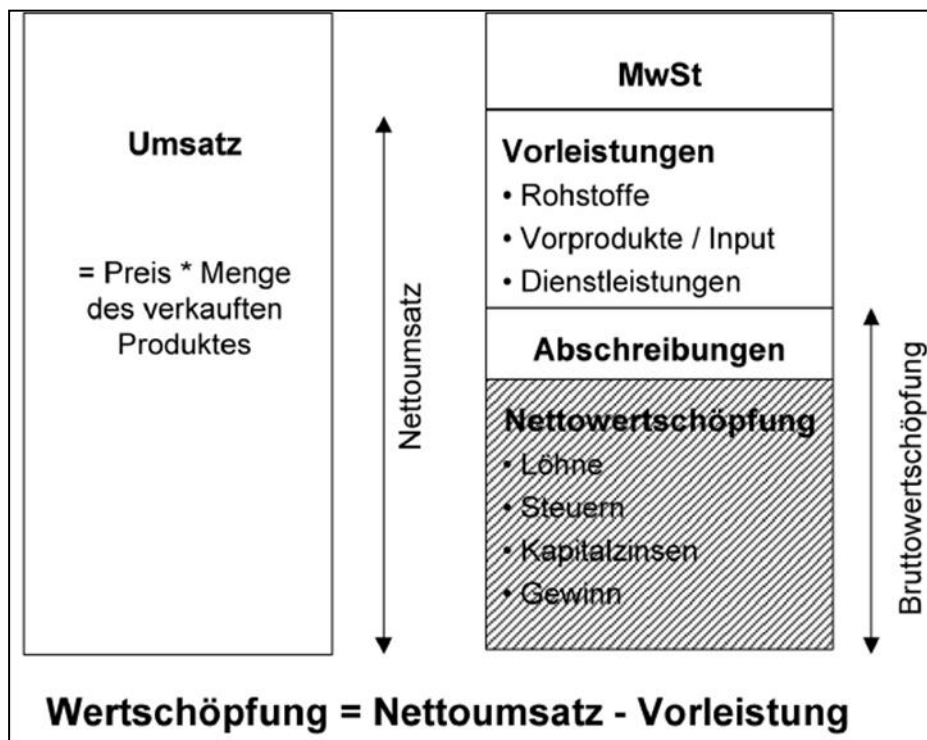 Umsatz
= Preis * Menge
des verkauften
Produktes
Nettoumsatz
MwSt
Vorleistungen
• Rohstoffe
• Vorprodukte / Input
• Dienstleistungen
Abschreibungen
Nettowertschöpfung
• Löhne
• Steuern
• Kapitalzinsen
• Gewinn
Bruttowertschöpfung
Wertschöpfung = Nettoumsatz - Vorleistung